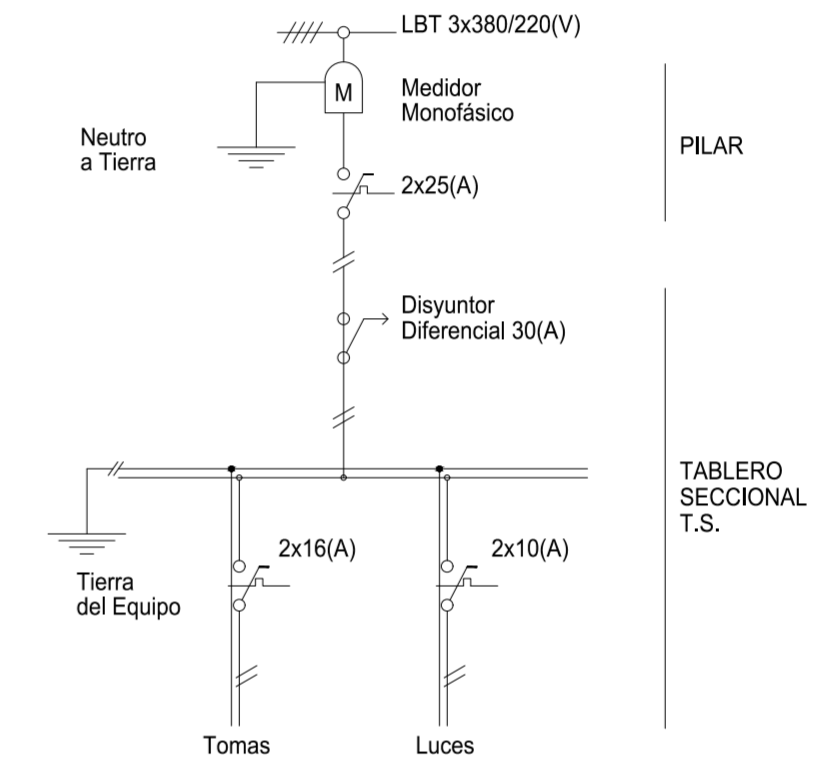 LBT 3x380/220(V)
M
Medidor
Monofásico
Neutro
a Tierra
PILAR
2x25(A)
Disyuntor
Diferencial 30(A)
TABLERO
SECCIONAL
T.S.
2x16(A)
2x10(A)
Tierra
del Equipo
Tomas
Luces